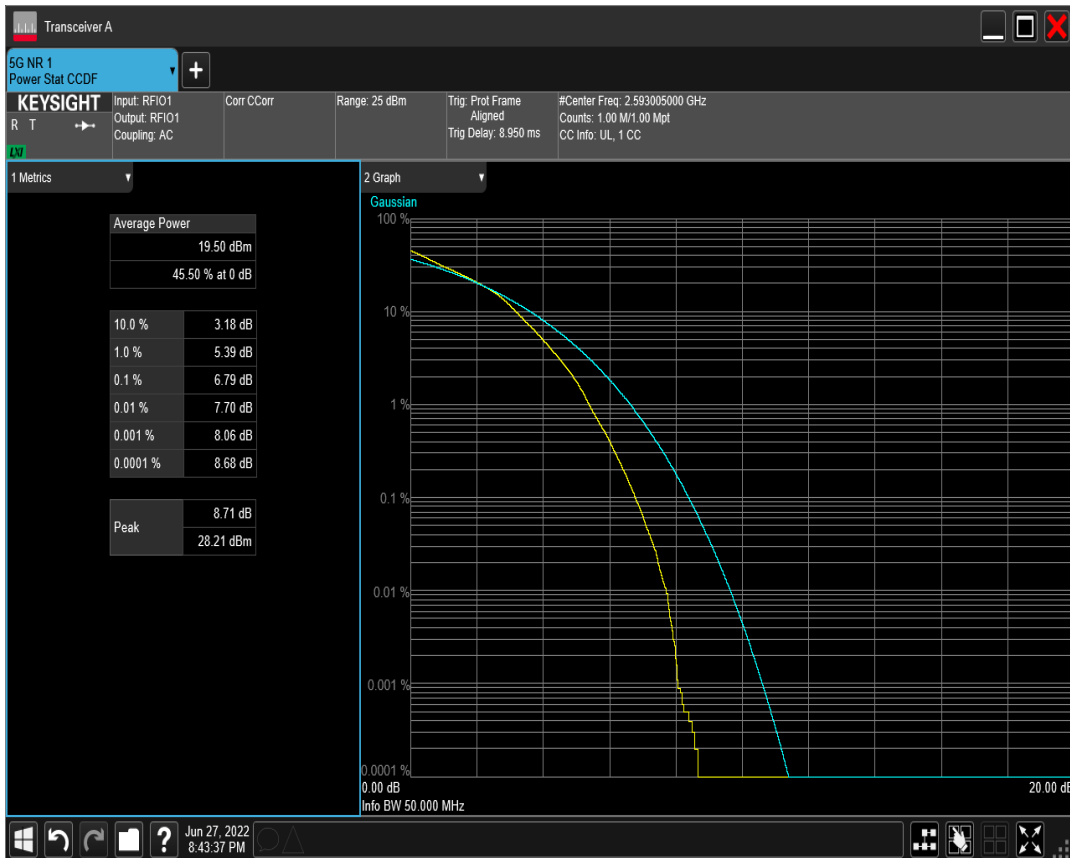 Transceiver A
5G NR 1
Power Stat CCDF
+
KEYSIGHT
R T
LXI
Input: RFIO1
Output: RFIO1
Coupling: AC
Corr CCorr
Range: 25 dBm
Trig: Prot Frame
Aligned
Trig Delay: 8.950 ms
#Center Freq: 2.593005000 GHz
Counts: 1.00 M/1.00 Mpt
CC Info: UL, 1 CC
1 Metrics
Average Power
19.50 dBm
45.50 % at 0 dB
10.0 % 3.18 dB
1.0 % 5.39 dB
0.1 % 6.79 dB
0.01 % 7.70 dB
0.001 % 8.06 dB
0.0001 % 8.68 dB
Peak
8.71 dB
28.21 dBm
2 Graph
Gaussian
100 %
10 %
1 %
0.1 %
0.01 %
0.001 %
0.0001 %
0.00 dB
20.00 dB
Info BW 50.000 MHz
?
Jun 27, 2022
8:43:37 PM